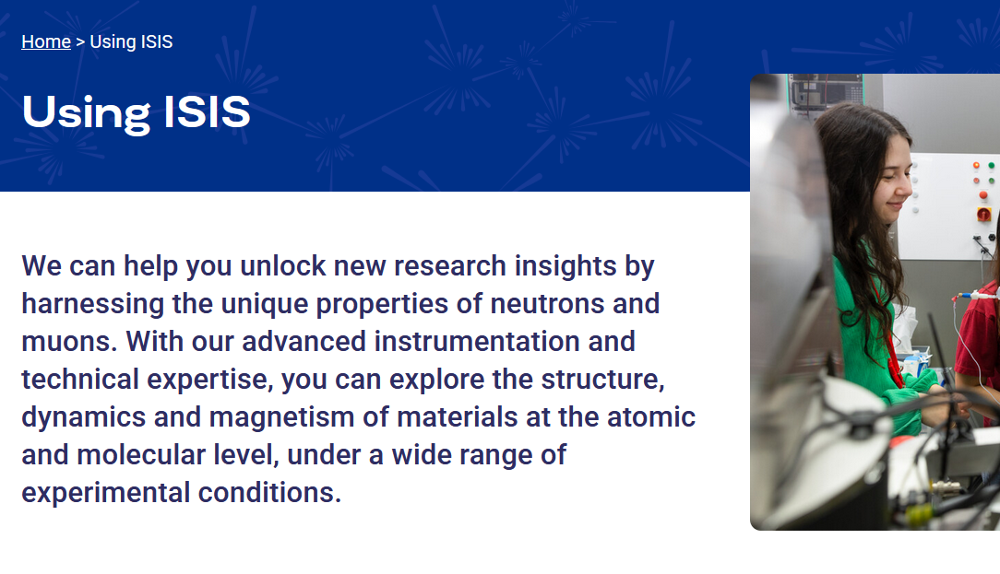 Home > Using ISIS
Using ISIS
We can help you unlock new research insights by
harnessing the unique properties of neutrons and
muons. With our advanced instrumentation and
technical expertise, you can explore the structure,
dynamics and magnetism of materials at the atomic
and molecular level, under a wide range of
experimental conditions.